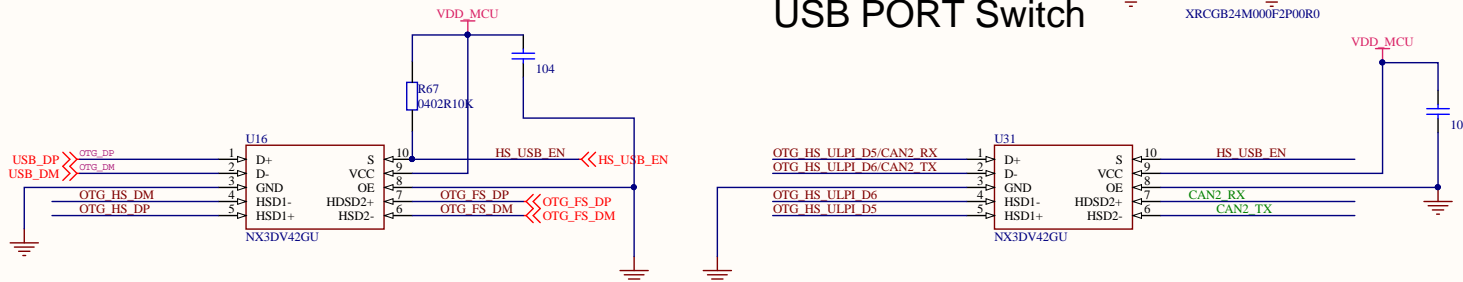 USB PORT Switch
XRCGB24M000F2P00R0
VDD_MCU
104
R67
0402R10K
U16
USB_DP
OTG_DP
1
D+
S
10
HS_USB_EN
HS_USB_EN
USB_DM
OTG_DM
2
D-
VCC
9
3
GND
OE
8
OTG_HS_DM
4
HSD1-
HDSD2+
7
OTG_FS_DP
OTG_FS_DP
OTG_HS_DP
5
HSD1+
HSD2-
6
OTG_FS_DM
OTG_FS_DM
NX3DV42GU
VDD_MCU
10
U31
OTG_HS_ULPI_D5/CAN2_RX
1
D+
S
10
HS_USB_EN
OTG_HS_ULPI_D6/CAN2_TX
2
D-
VCC
9
3
GND
OE
8
OTG_HS_ULPI_D6
4
HSD1-
HDSD2+
7
CAN2_RX
OTG_HS_ULPI_D5
5
HSD1+
HSD2-
6
CAN2_TX
NX3DV42GU